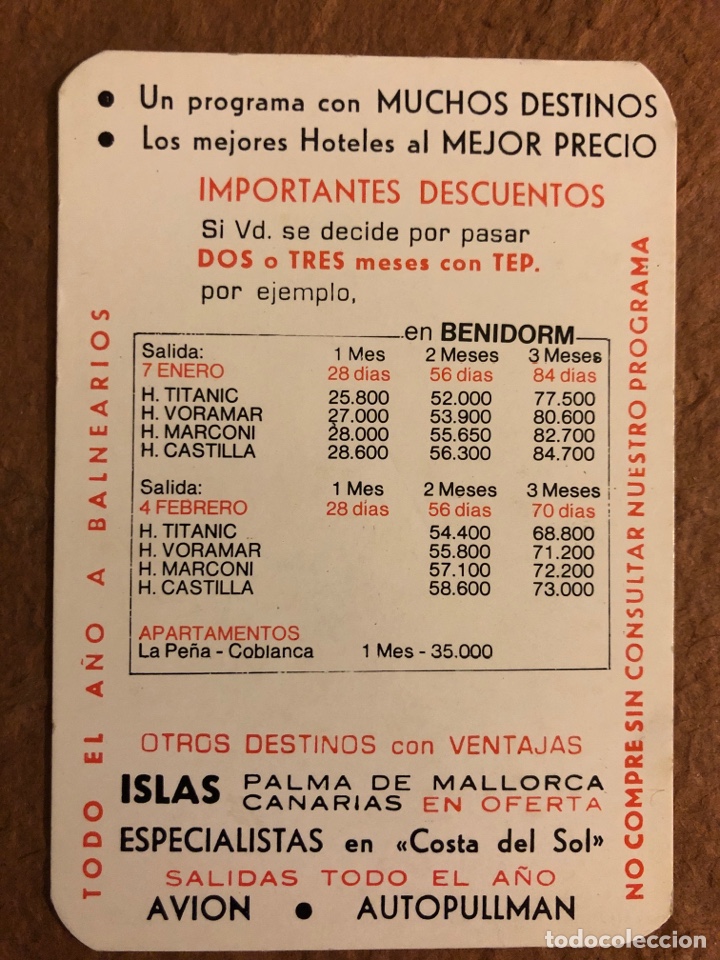 • Un programa con MUCHOS DESTINOS
• Los mejores Hoteles al MEJOR PRECIO
IMPORTANTES DESCUENTOS
Si Vd. se decide por pasar
DOS o TRES meses con TEP.
por ejemplo,
en BENIDORM
Salida: 1 Mes 2 Meses 3 Meses
7 ENERO 28 dias 56 dias 84 dias
H. TITANIC 25.800 52.000 77.500
H. VORAMAR 27.000 53.900 80.600
H. MARCONI 28.000 55.650 82.700
H. CASTILLA 28.600 56.300 84.700
Salida: 1 Mes 2 Meses 3 Meses
4 FEBRERO 28 dias 56 dias 70 dias
H. TITANIC 54.400 68.800
H. VORAMAR 55.800 71.200
H. MARCONI 57.100 72.200
H. CASTILLA 58.600 73.000
APARTAMENTOS
La Peña - Coblanca 1 Mes - 35.000
OTROS DESTINOS con VENTAJAS
ISLAS PALMA DE MALLORCA
CANARIAS EN OFERTA
ESPECIALISTAS en «Costa del Sol»
SALIDAS TODO EL AÑO
AVION • AUTOPULLMAN
TODO EL AÑO A BALNEARIOS
NO COMPRE SIN CONSULTAR NUESTRO PROGRAMA
todocoleccion